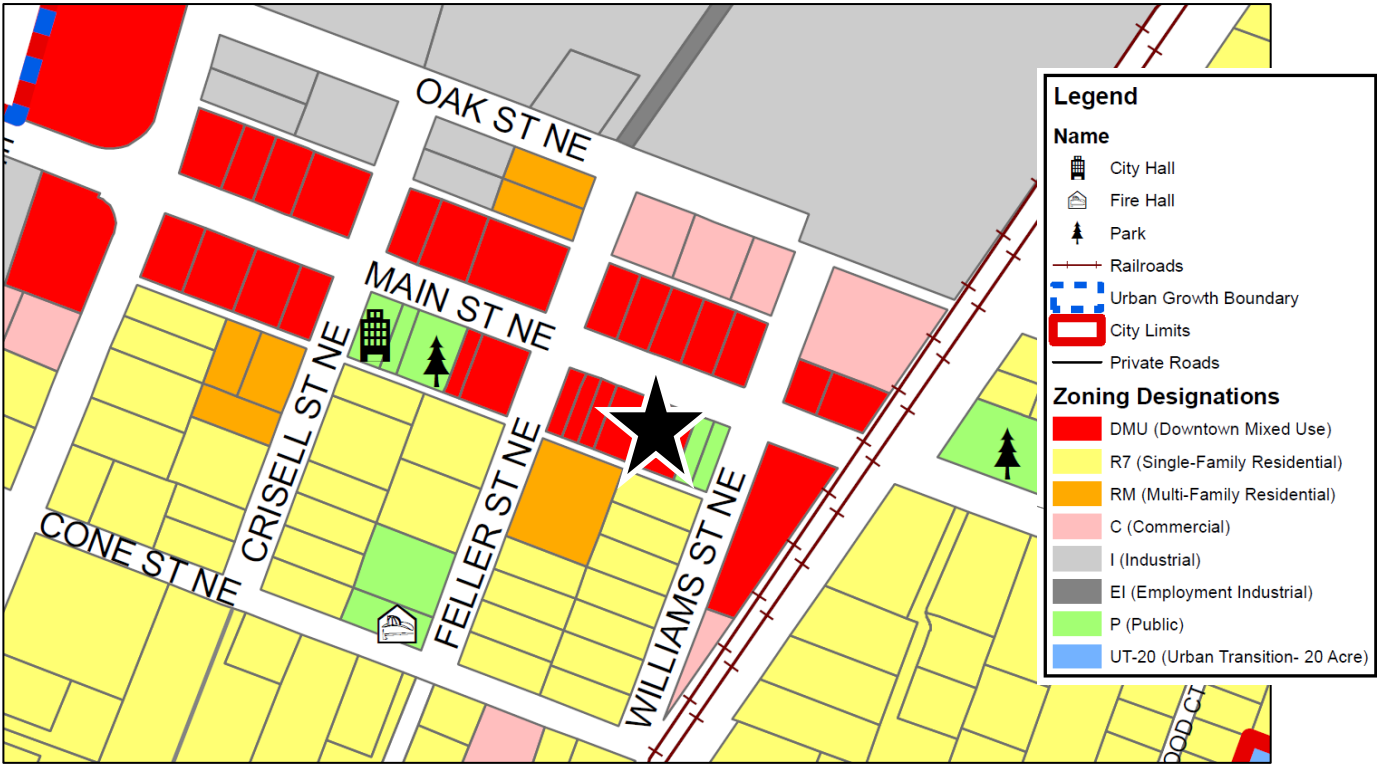 OAK ST NE
MAIN ST NE
CRISELL ST NE
FELLER ST NE
WILLIAMS ST NE
CONE ST NE
E
OOD CT
Legend
Name
City Hall
Fire Hall
Park
Railroads
Urban Growth Boundary
City Limits
Private Roads
Zoning Designations
DMU (Downtown Mixed Use)
R7 (Single-Family Residential)
RM (Multi-Family Residential)
C (Commercial)
I (Industrial)
EI (Employment Industrial)
P (Public)
UT-20 (Urban Transition- 20 Acre)